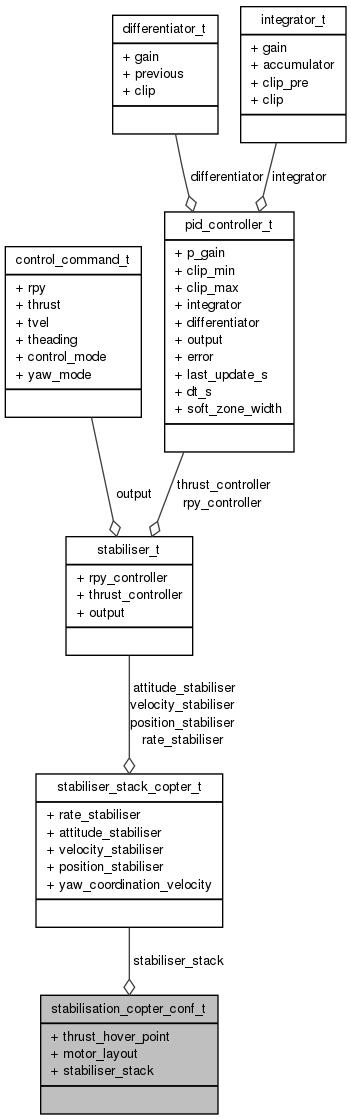 differentiator_t
+ gain
+ previous
+ clip
integrator_t
+ gain
+ accumulator
+ clip_pre
+ clip
differentiator
integrator
pid_controller_t
+ p_gain
+ clip_min
+ clip_max
+ integrator
+ differentiator
+ output
+ error
+ last_update_s
+ dt_s
+ soft_zone_width
control_command_t
+ rpy
+ thrust
+ tvel
+ theading
+ control_mode
+ yaw_mode
output
thrust_controller
rpy_controller
stabiliser_t
+ rpy_controller
+ thrust_controller
+ output
attitude_stabiliser
velocity_stabiliser
position_stabiliser
rate_stabiliser
stabiliser_stack_copter_t
+ rate_stabiliser
+ attitude_stabiliser
+ velocity_stabiliser
+ position_stabiliser
+ yaw_coordination_velocity
stabiliser_stack
stabilisation_copter_conf_t
+ thrust_hover_point
+ motor_layout
+ stabiliser_stack